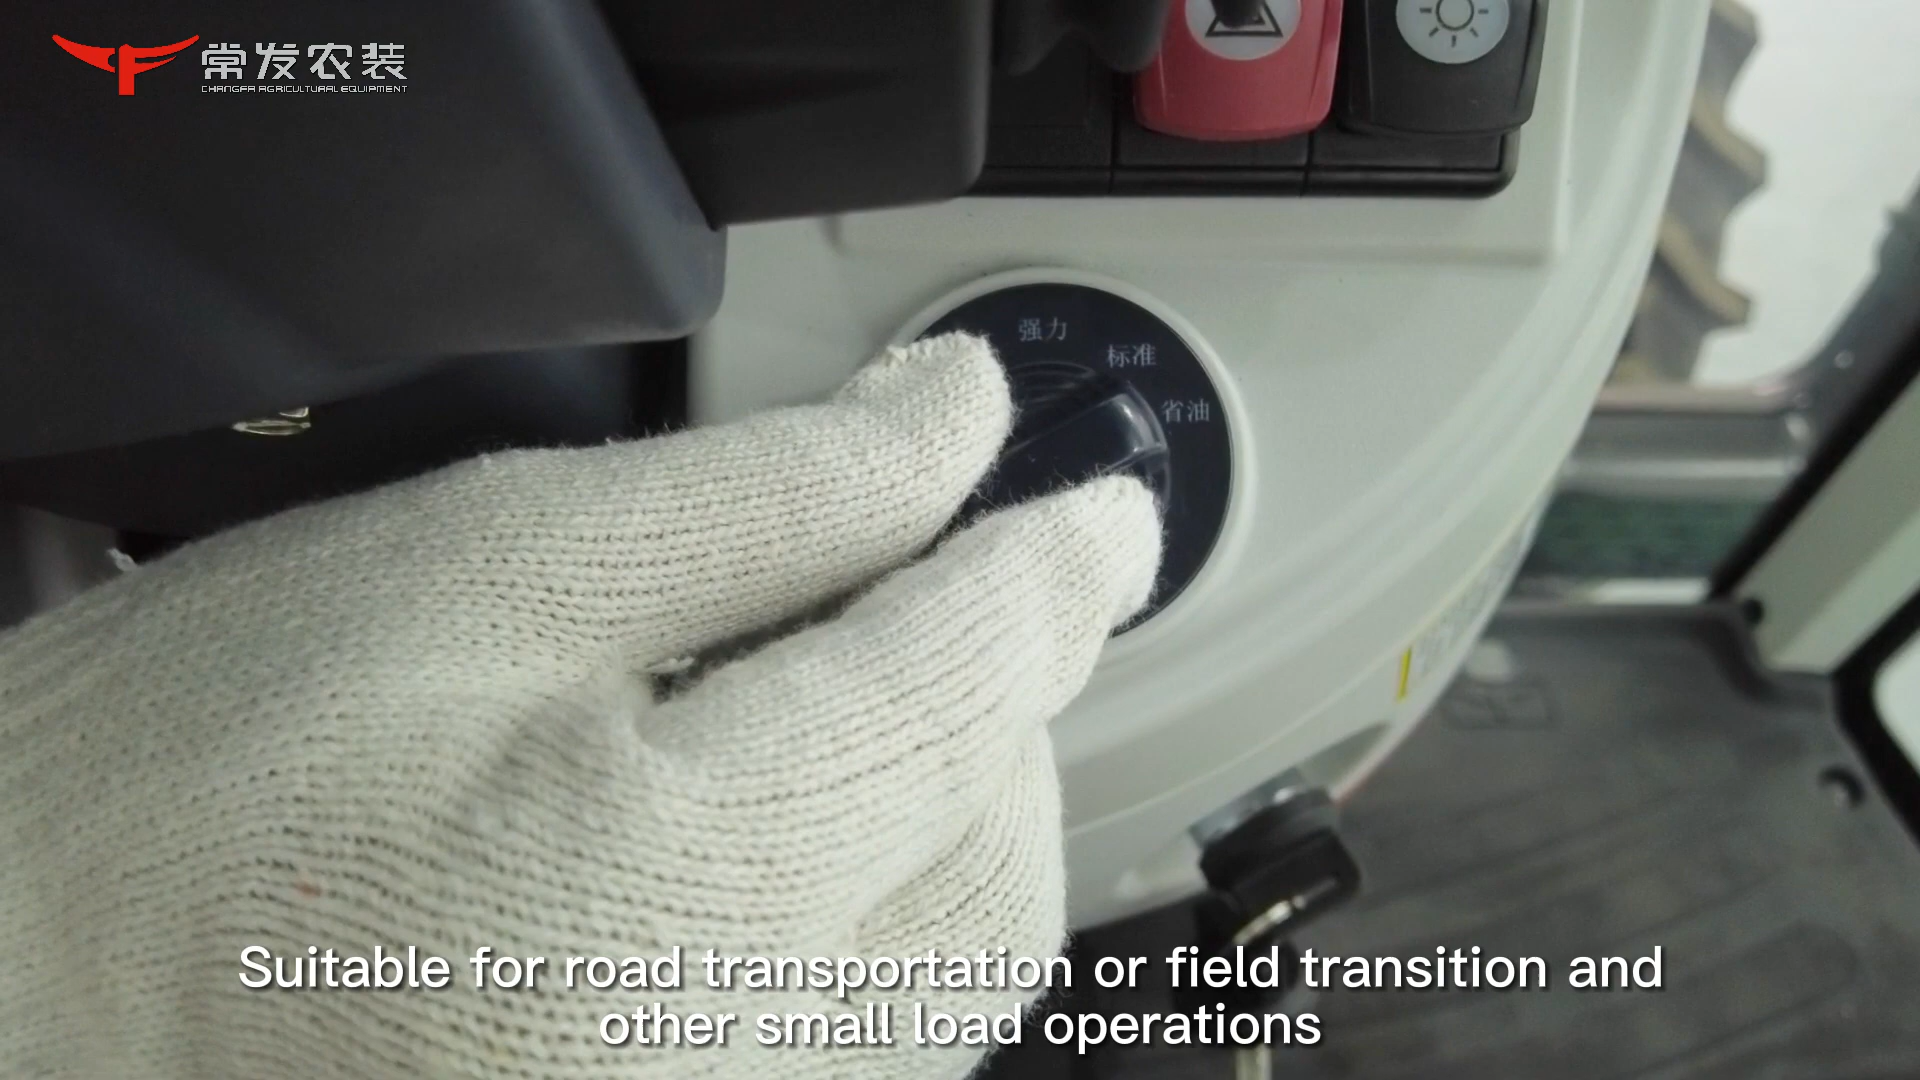 常发农装
CHANGFA AGRICULTURAL EQUIPMENT
强力
标准
省油
Suitable for road transportation or field transition and
other small load operations